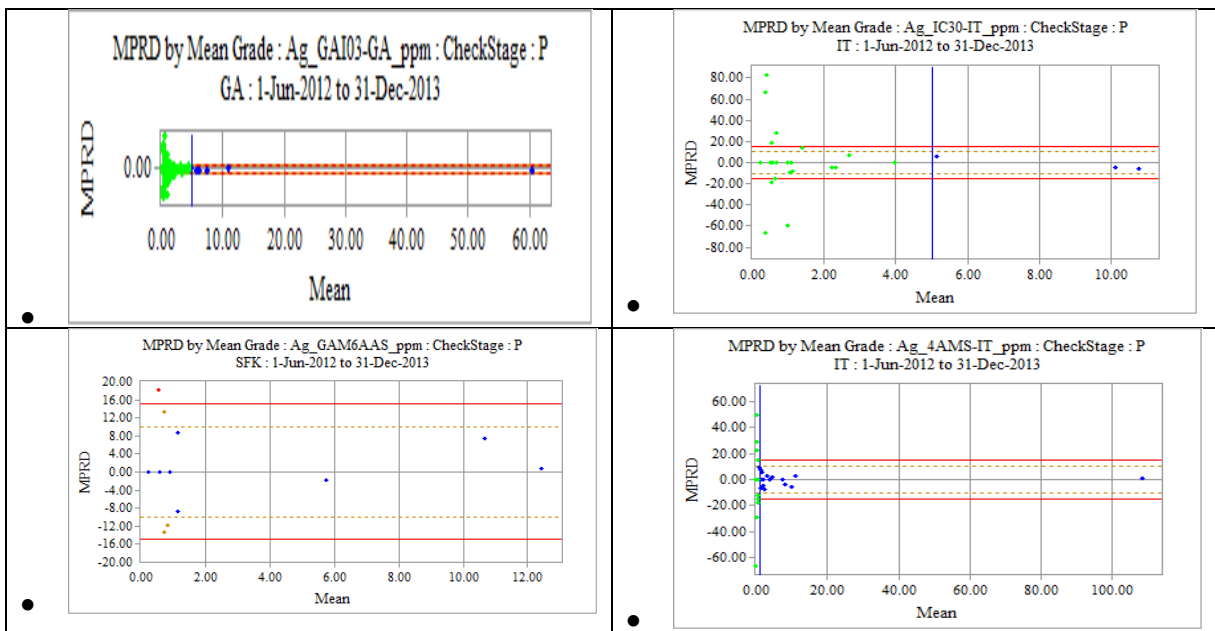 MPRD by Mean Grade : Ag_GAI03-GA_ppm : CheckStage : P
GA : 1-Jun-2012 to 31-Dec-2013
MPRD
0.00
0.00 10.00 20.00 30.00 40.00 50.00 60.00
Mean
MPRD by Mean Grade : Ag_IC30-IT_ppm : CheckStage : P
IT : 1-Jun-2012 to 31-Dec-2013
MPRD
80.00
60.00
40.00
20.00
0.00
-20.00
-40.00
-60.00
-80.00
0.00 2.00 4.00 6.00 8.00 10.00
Mean
MPRD by Mean Grade : Ag_GAM6AAS_ppm : CheckStage : P
SFK : 1-Jun-2012 to 31-Dec-2013
MPRD
20.00
16.00
12.00
8.00
4.00
0.00
-4.00
-8.00
-12.00
-16.00
-20.00
0.00 2.00 4.00 6.00 8.00 10.00 12.00
Mean
MPRD by Mean Grade : Ag_4AMS-IT_ppm : CheckStage : P
IT : 1-Jun-2012 to 31-Dec-2013
MPRD
60.00
40.00
20.00
0.00
-20.00
-40.00
-60.00
0.00 20.00 40.00 60.00 80.00 100.00
Mean